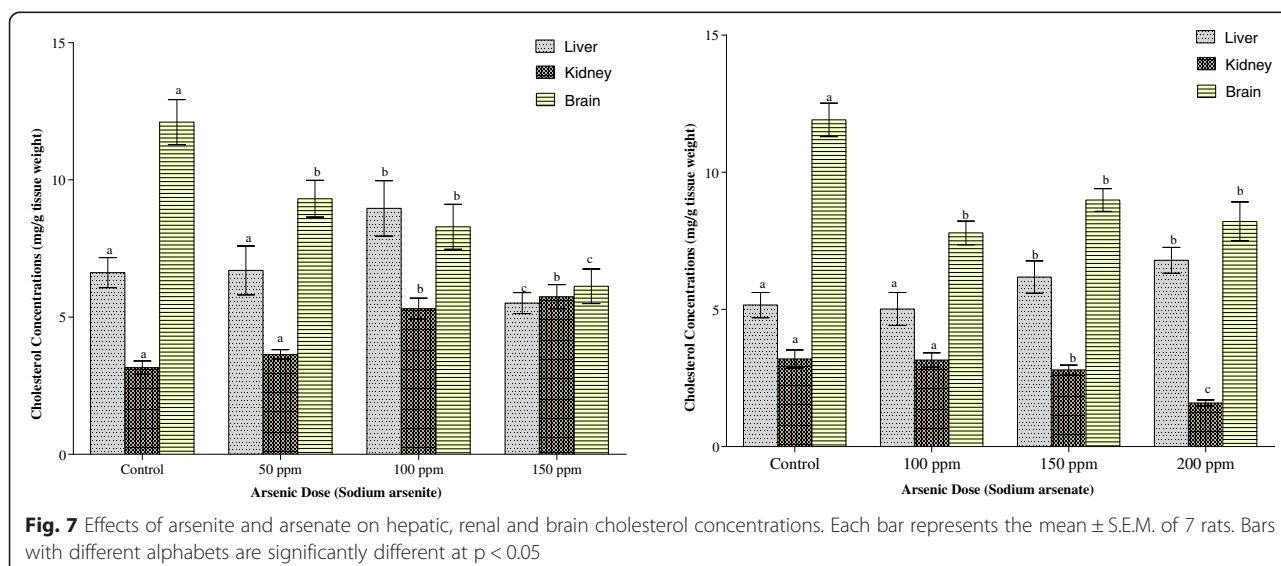 15
10
5
0
Cholesterol Concentrations (mg/g tissue weight)
Liver
Kidney
Brain
a
a
a
a
a
b
b
b
b
c
b
c
Control
50 ppm
100 ppm
150 ppm
Arsenic Dose (Sodium arsenite)
15
10
5
0
Cholesterol Concentrations (mg/g tissue weight)
Liver
Kidney
Brain
a
a
a
a
a
b
b
b
b
b
c
b
Control
100 ppm
150 ppm
200 ppm
Arsenic Dose (Sodium arsenate)
Fig. 7 Effects of arsenite and arsenate on hepatic, renal and brain cholesterol concentrations. Each bar represents the mean ± S.E.M. of 7 rats. Bars
with different alphabets are significantly different at p < 0.05